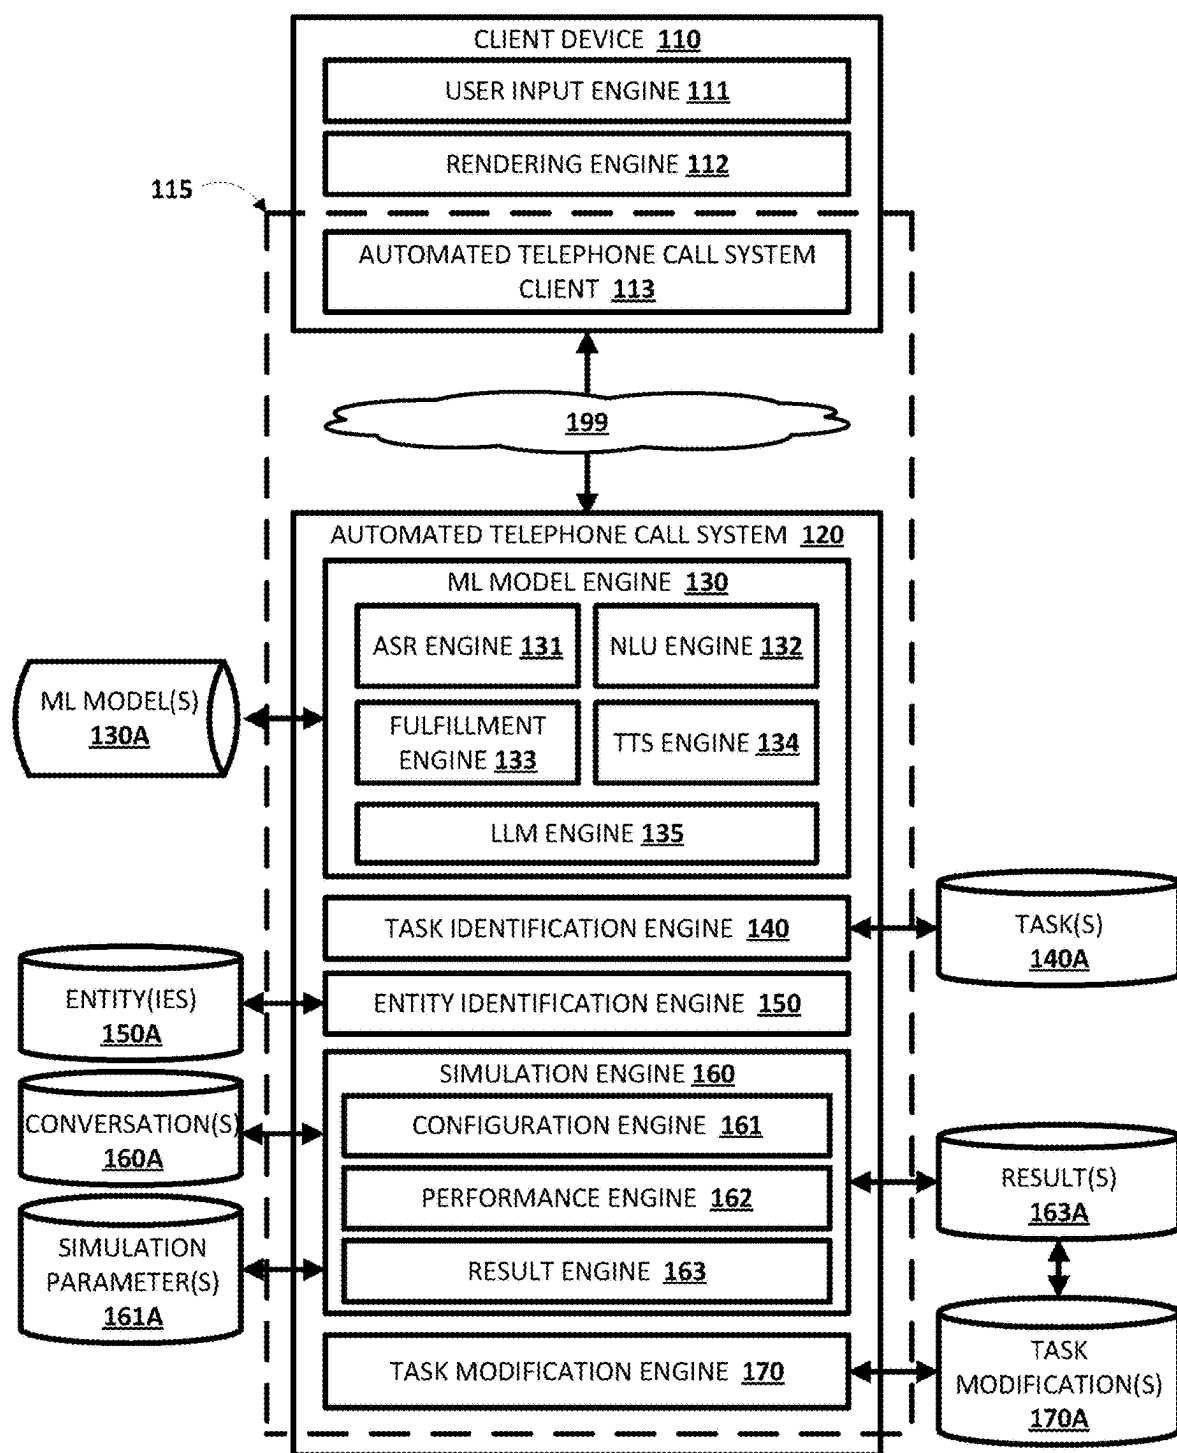 CLIENT DEVICE 110
USER INPUT ENGINE 111
RENDERING ENGINE 112
115
AUTOMATED TELEPHONE CALL SYSTEM
CLIENT 113
199
AUTOMATED TELEPHONE CALL SYSTEM 120
ML MODEL ENGINE 130
ASR ENGINE 131
NLU ENGINE 132
ML MODEL(S)
130A
FULFILLMENT
ENGINE 133
TTS ENGINE 134
LLM ENGINE 135
TASK IDENTIFICATION ENGINE 140
TASK(S)
140A
ENTITY(IES)
150A
ENTITY IDENTIFICATION ENGINE 150
SIMULATION ENGINE 160
CONVERSATION(S)
160A
CONFIGURATION ENGINE 161
PERFORMANCE ENGINE 162
RESULT(S)
163A
SIMULATION
PARAMETER(S)
161A
RESULT ENGINE 163
TASK MODIFICATION ENGINE 170
TASK
MODIFICATION(S)
170A